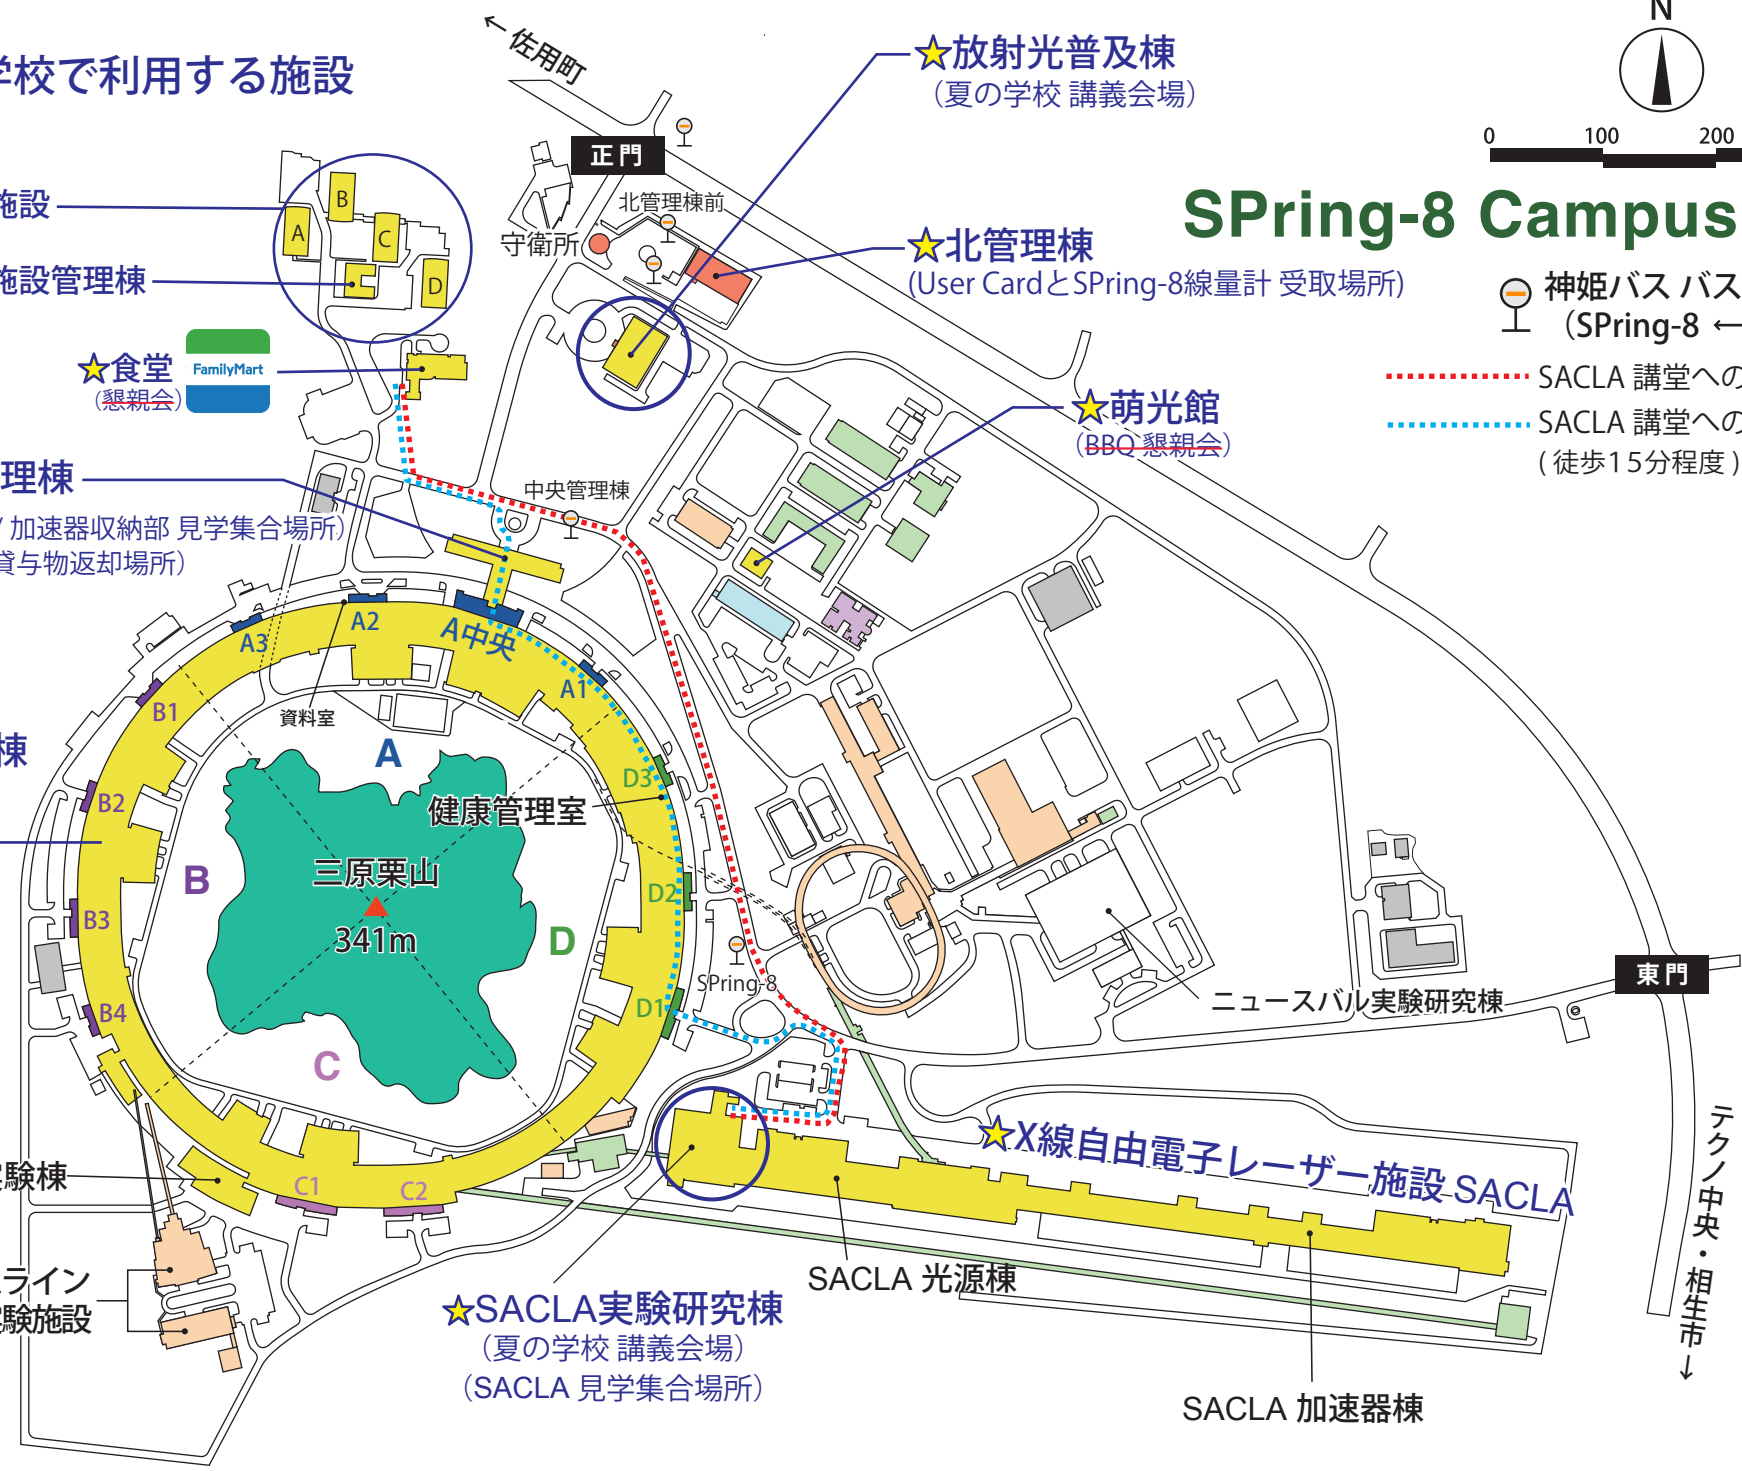 学校で利用する施設
←佐用町
★放射光普及棟
（夏の学校 講義会場）
N
0 100 200
正門
SPring-8 Campus
北管理棟前
守衛所
★北管理棟
(User CardとSPring-8線量計 受取場所)
神姫バス バス
（SPring-8 ←
施設
A
B
C
D
施設管理棟
★食堂
（懇親会）
FamilyMart
SACLA 講堂への
SACLA 講堂への
(徒歩15分程度)
★萌光館
（BBQ 懇親会）
理棟
/ 加速器収納部 見学集合場所）
貸与物返却場所）
中央管理棟
A3
A2
A中央
A1
資料室
B1
B2
B3
B4
棟
A
B
C
D
健康管理室
三原栗山
341m
D3
D2
D1
SPring-8
ニュースバル実験研究棟
東門
C1
C2
実験棟
ライン
実験施設
★X線自由電子レーザー施設 SACLA
SACLA 光源棟
★SACLA実験研究棟
（夏の学校 講義会場）
（SACLA 見学集合場所）
SACLA 加速器棟
テクノ中央・相生市→